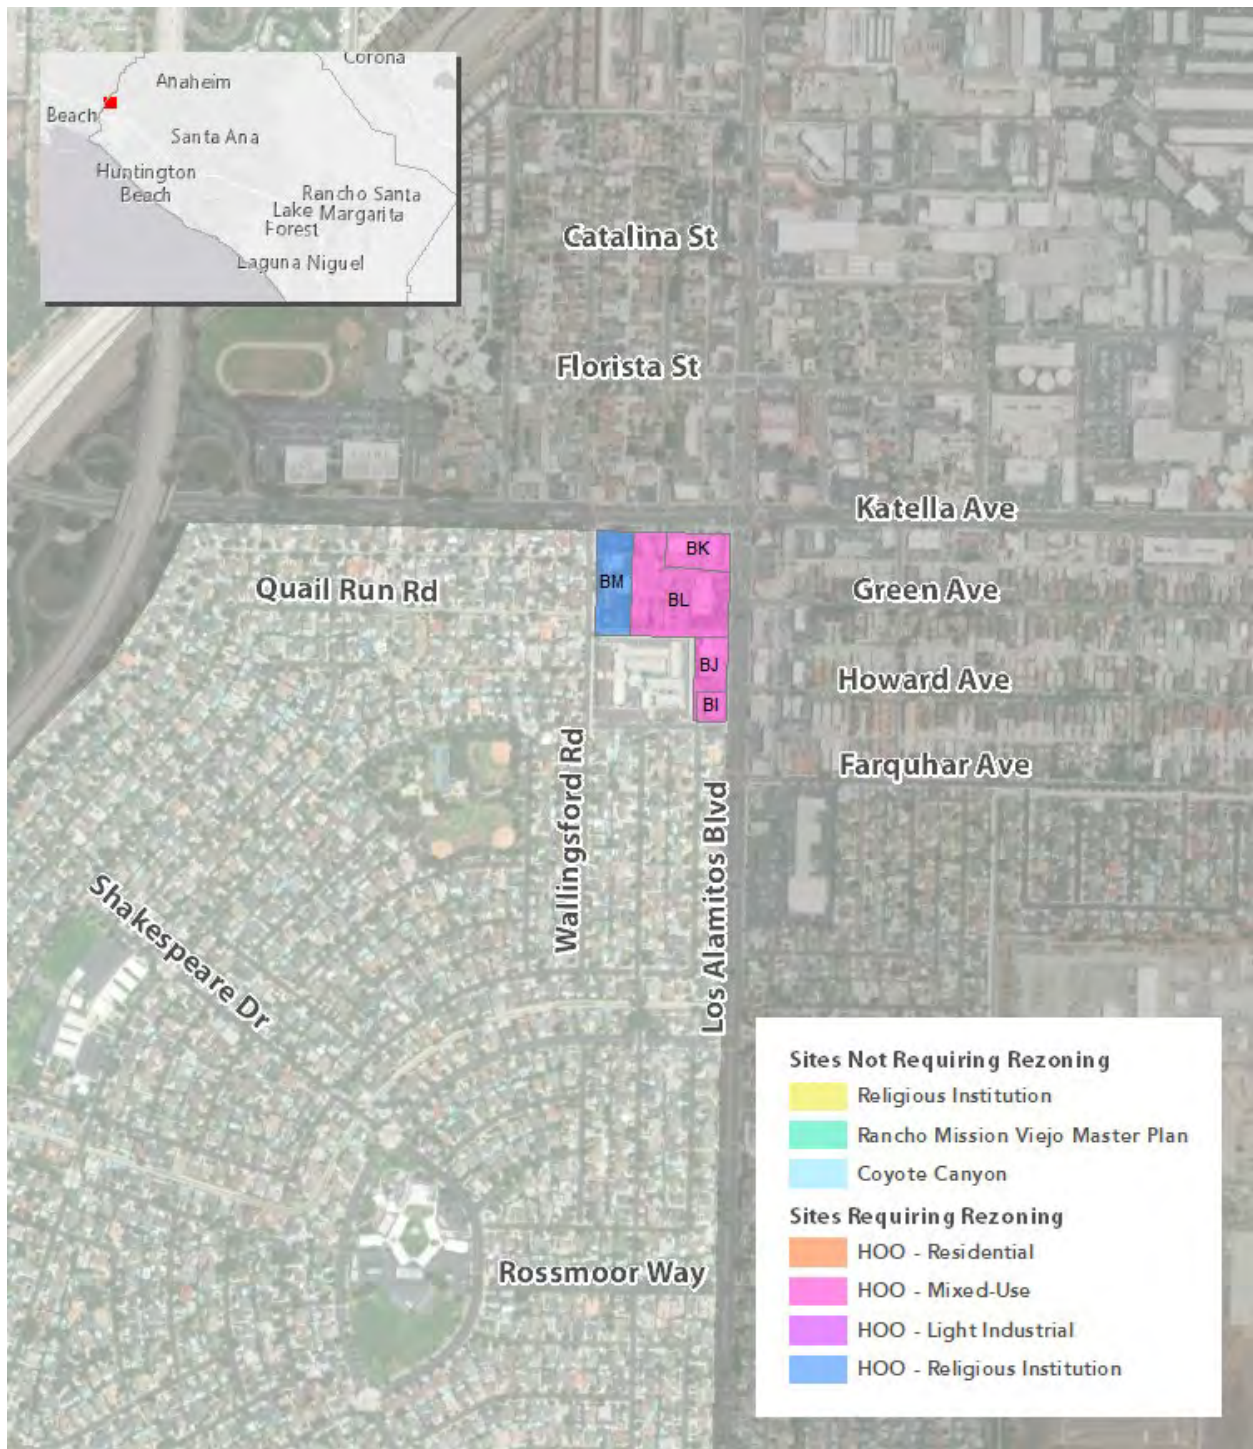 Corona
Anaheim
Beach
Santa Ana
Huntington
Beach
Rancho Santa
Lake Margarita
Forest
Laguna Niguel
Catalina St
Florista St
Katella Ave
BK
Quail Run Rd
BM
Green Ave
BL
BJ
Howard Ave
BI
Farquhar Ave
Wallingsford Rd
Los Alamitos Blvd
Shakespeare Dr
Rossmoor Way
Sites Not Requiring Rezoning
Religious Institution
Rancho Mission Viejo Master Plan
Coyote Canyon
Sites Requiring Rezoning
HOO - Residential
HOO - Mixed-Use
HOO - Light Industrial
HOO - Religious Institution